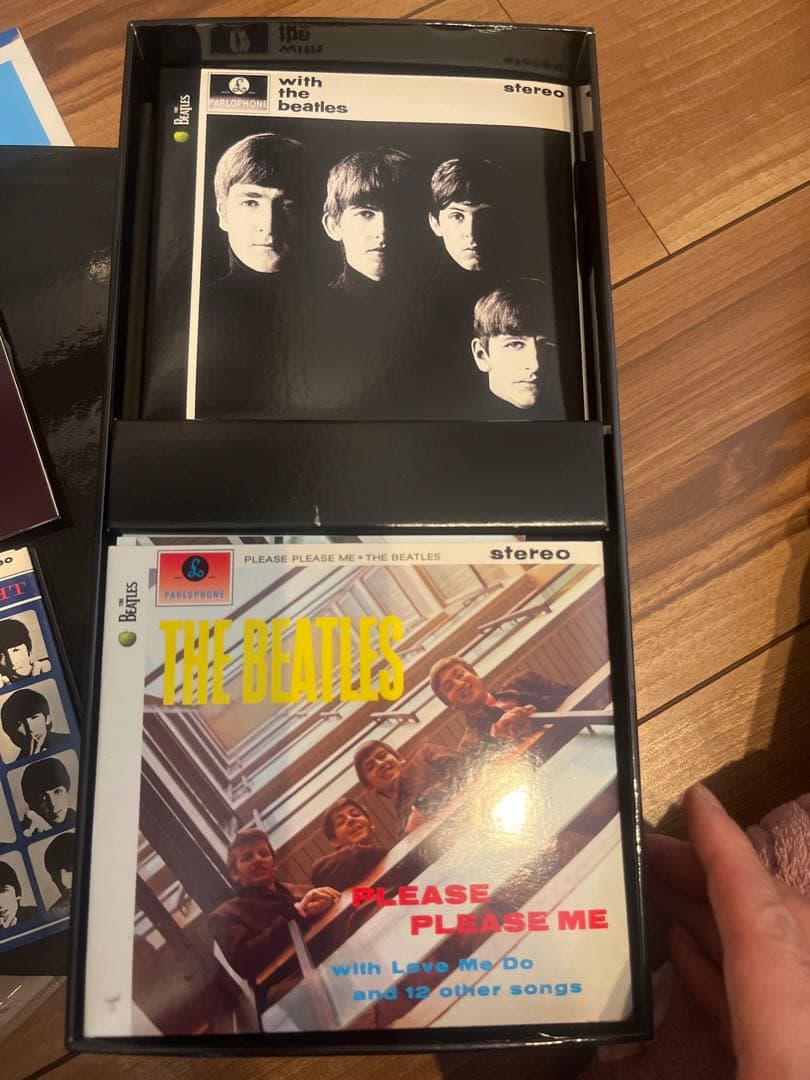 with
the
beatles
stereo
PARLOPHONE
THE
BEATLES
PLEASE PLEASE ME • THE BEATLES
stereo
PARLOPHONE
THE
BEATLES
THE BEATLES
PLEASE
PLEASE ME
with Love Me Do
and 12 other songs